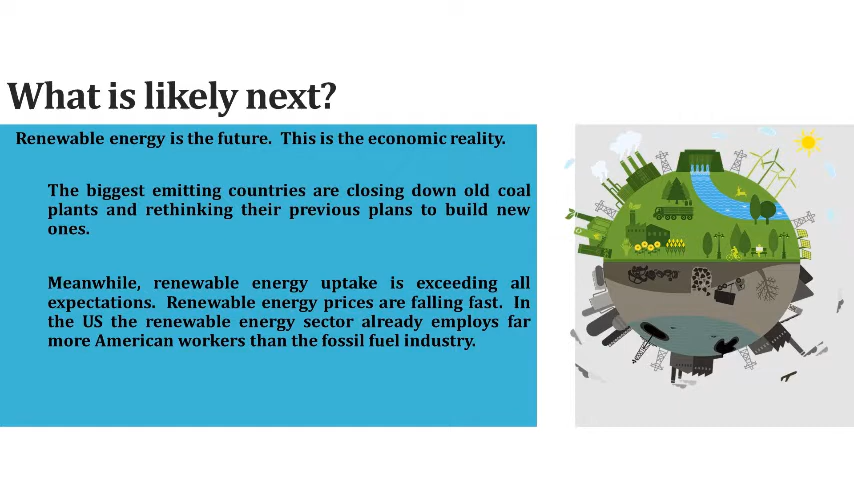 What is likely next?
Renewable energy is the future.  This is the economic reality.
The biggest emitting countries are closing down old coal
plants and rethinking their previous plans to build new
ones.
Meanwhile, renewable energy uptake is exceeding all
expectations.  Renewable energy prices are falling fast.  In
the US the renewable energy sector already employs far
more American workers than the fossil fuel industry.